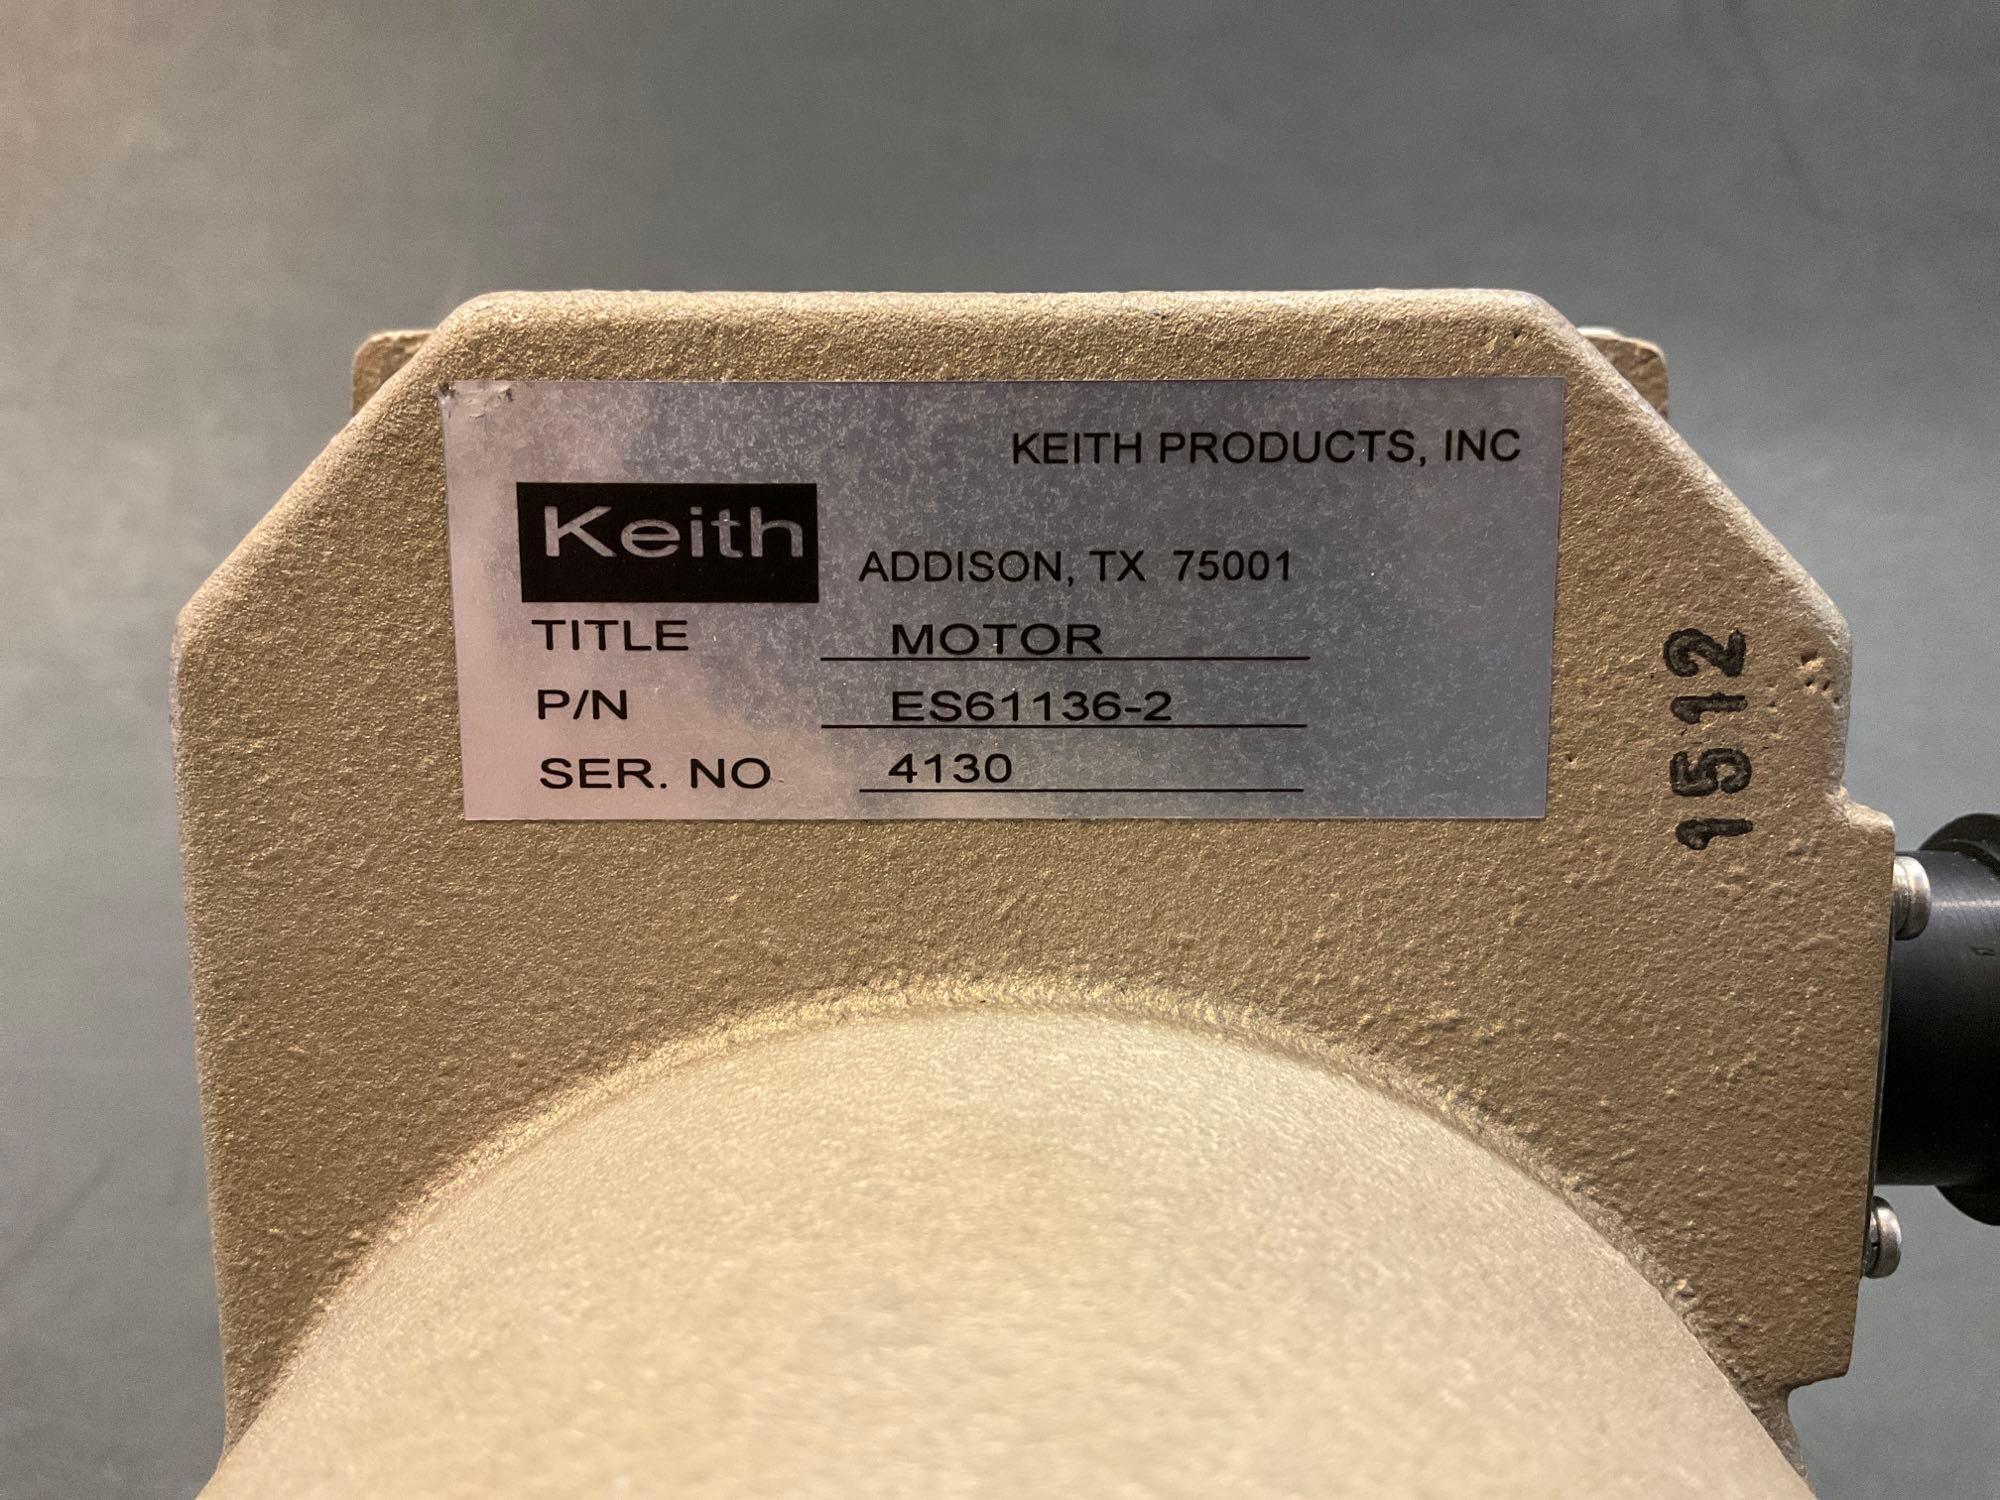 KEITH PRODUCTS, INC
Keith
ADDISON, TX 75001
TITLE MOTOR
P/N ES61136-2
SER. NO 4130
1512